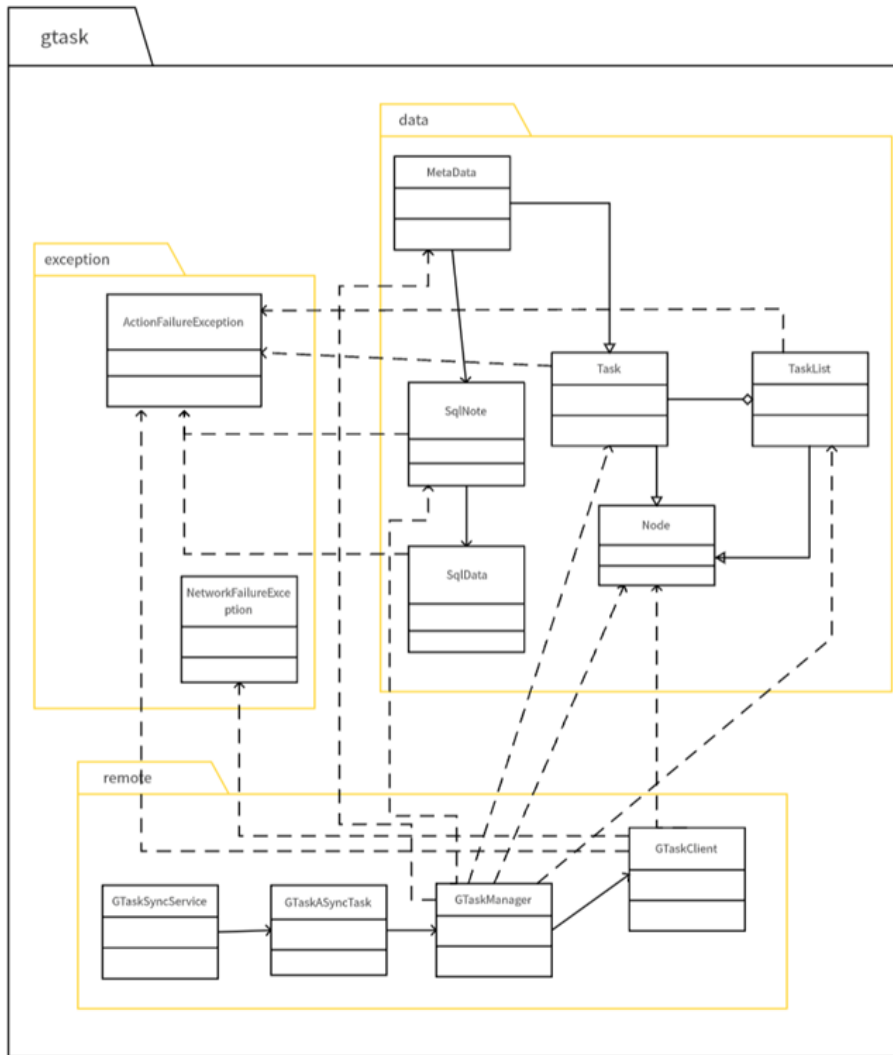 gtask
data
MetaData
exception
ActionFailureException
Task
TaskList
SqlNote
Node
SqlData
NetworkFailureExce
ption
remote
GTaskClient
GTaskSyncService
GTaskASyncTask
GTaskManager